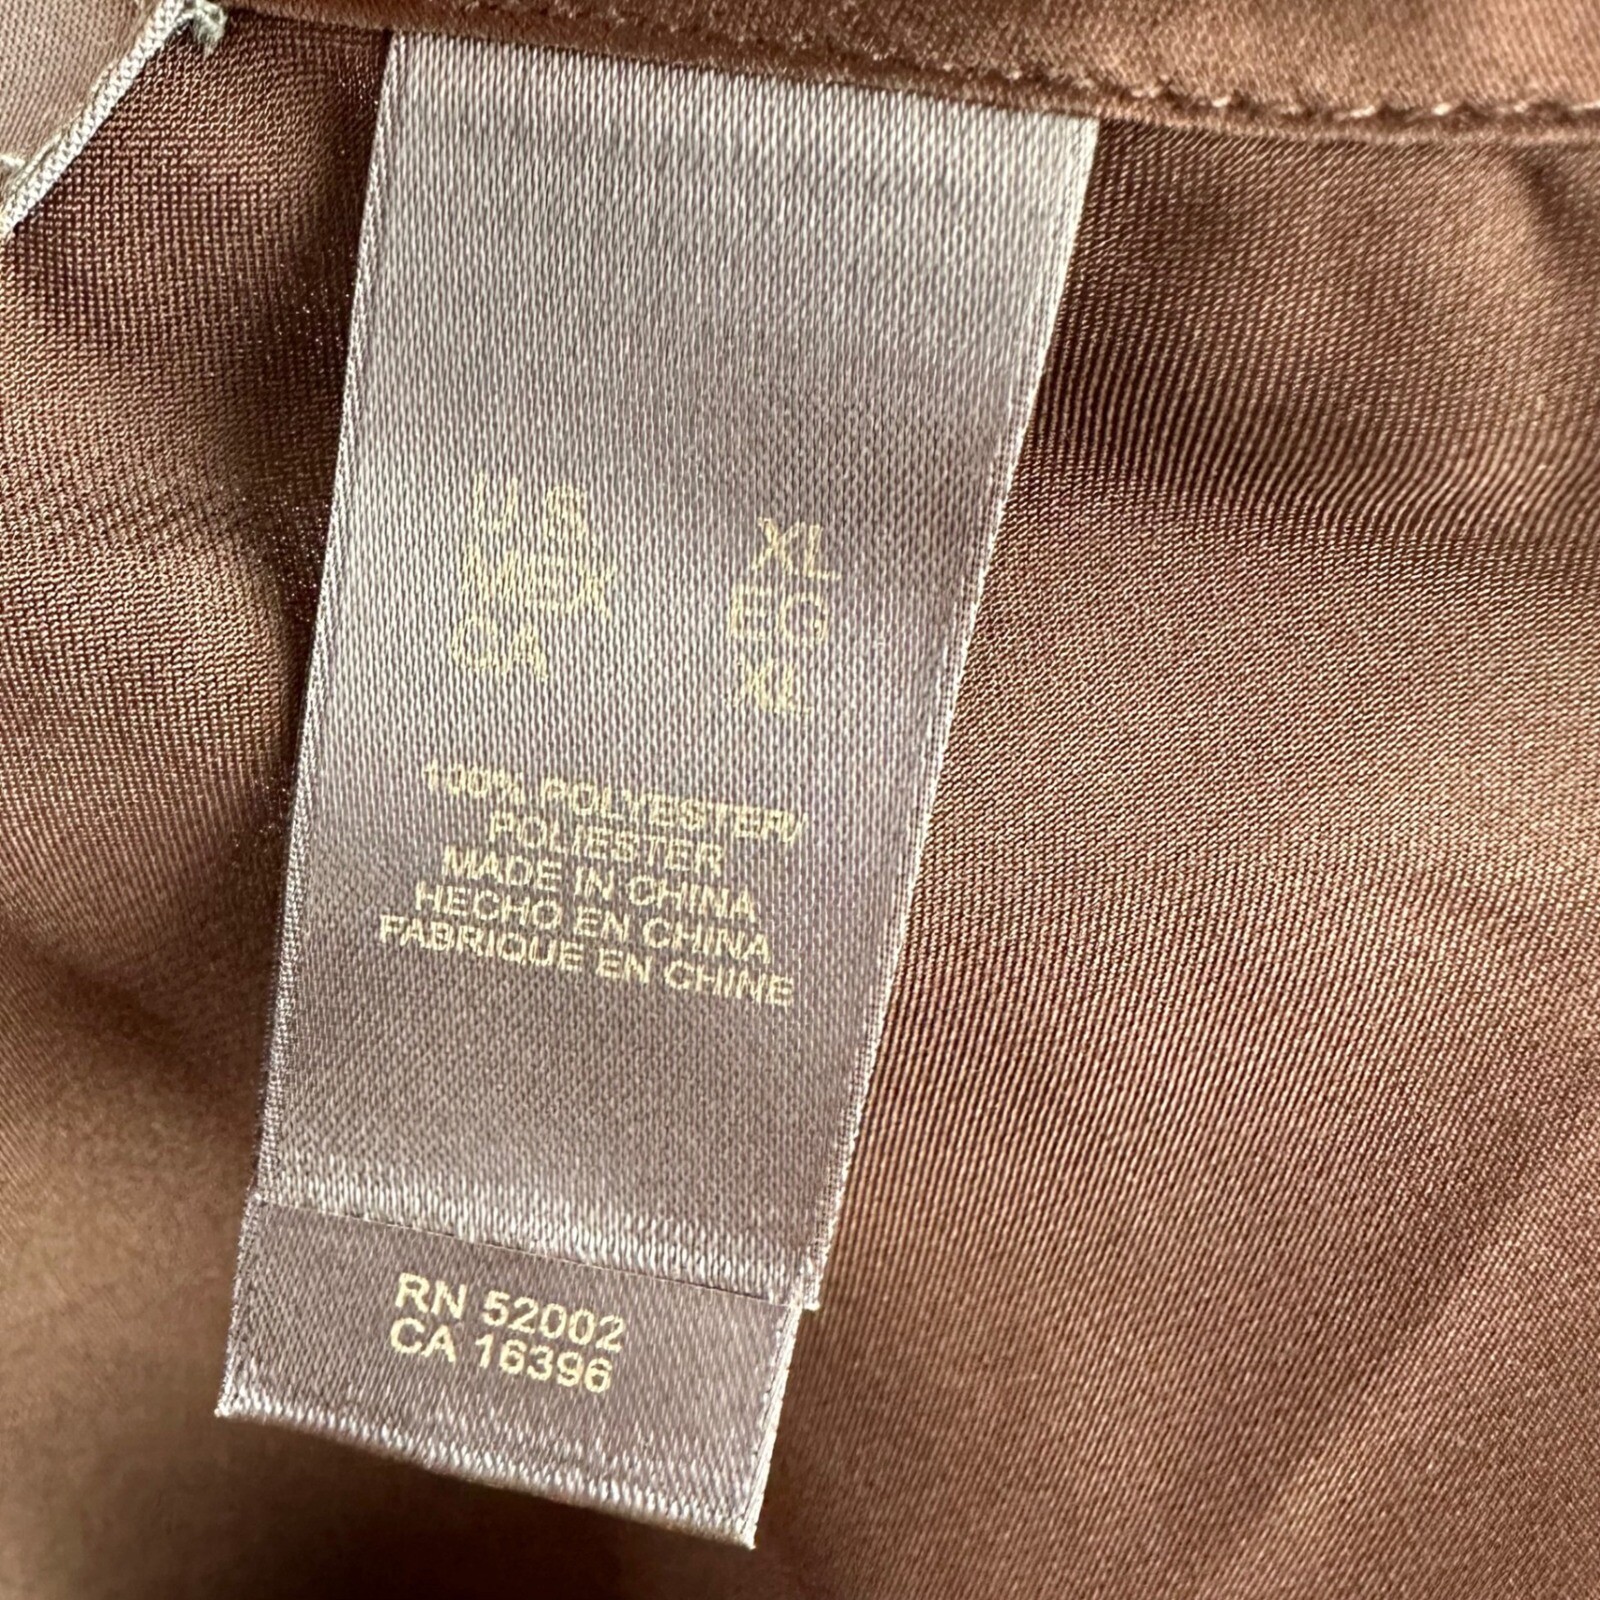 US XL
MEX EG
CA XL
100% POLYESTER/
POLIESTER
MADE IN CHINA
HECHO EN CHINA
FABRIQUE EN CHINE
RN 52002
CA 16396